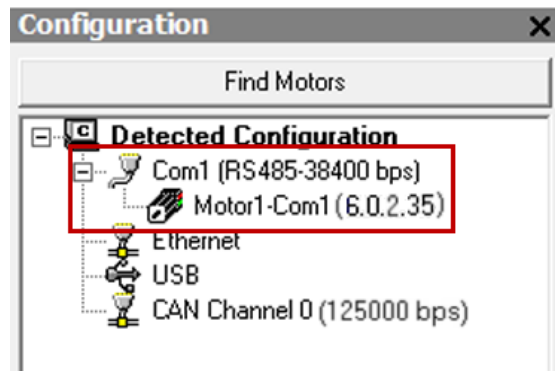 Configuration
Find Motors
Detected Configuration
Com1 (RS485-38400 bps)
Motor1-Com1 (6.0.2.35)
Ethernet
USB
CAN Channel 0 (125000 bps)